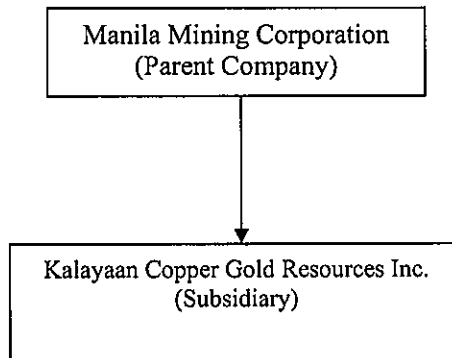 Manila Mining Corporation
(Parent Company)
Kalayaan Copper Gold Resources Inc.
(Subsidiary)